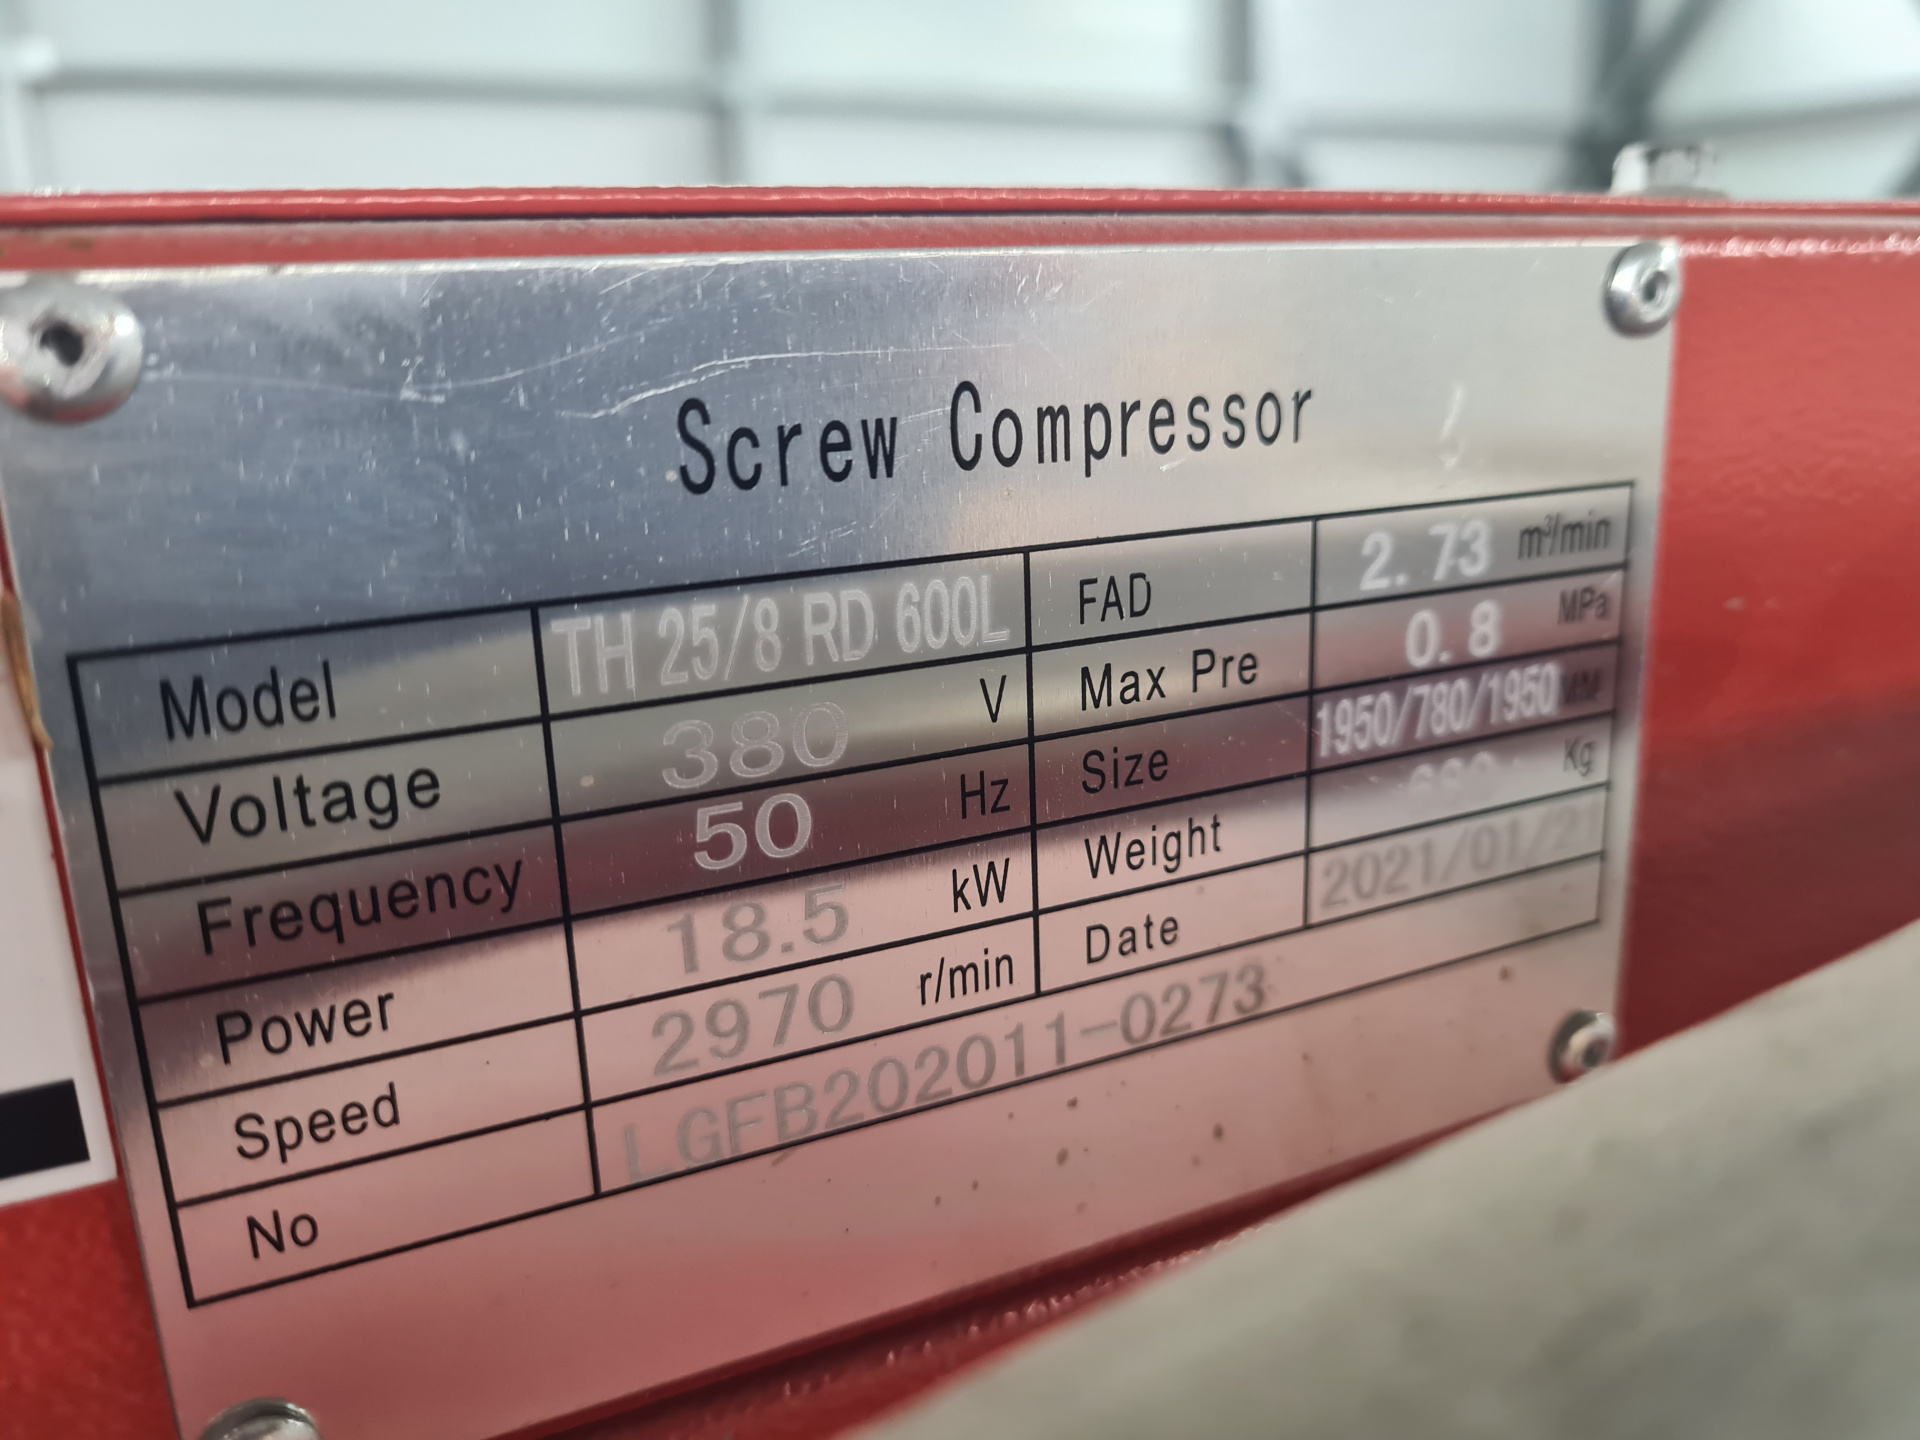 Screw Compressor
Model TH 25/8 RD 600L FAD 2.73 m³/min
Voltage 380 V Max Pre 0.8 MPa
Frequency 50 Hz Size 1950/780/1950 MM
Power 18.5 kW Weight Kg
Speed 2970 r/min Date 2021/01/21
No LGFB202011-0273